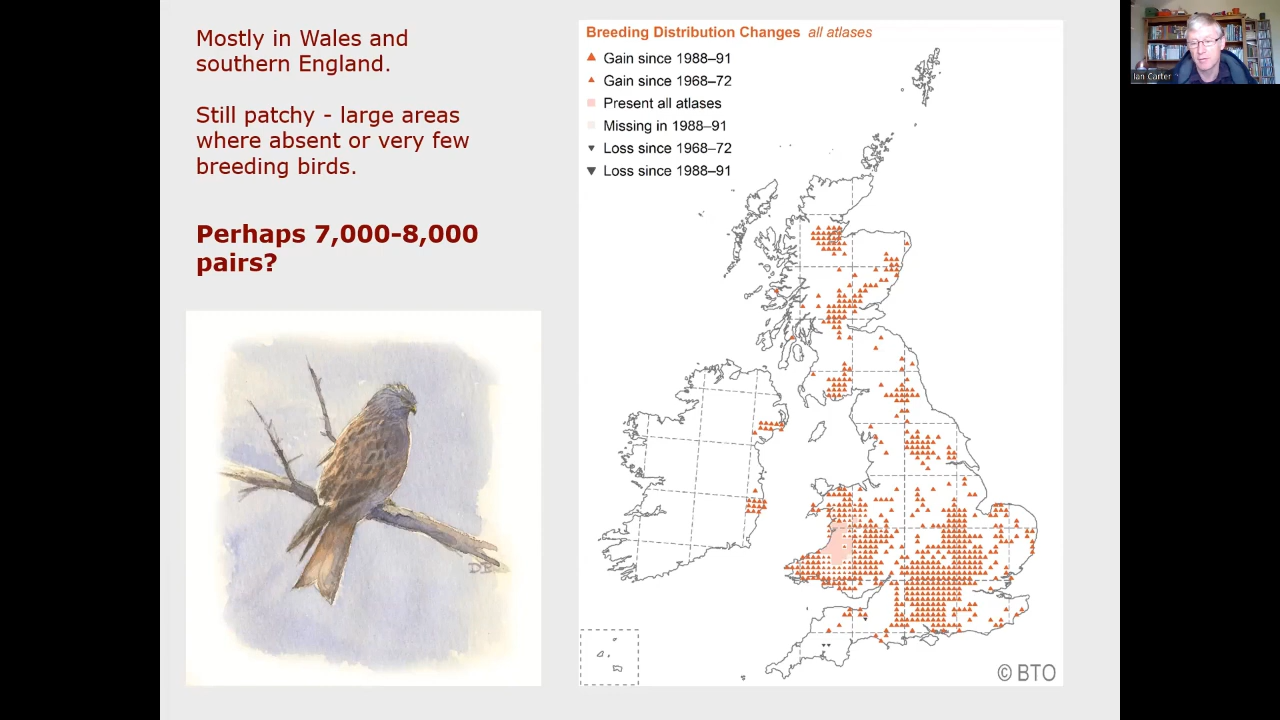 Mostly in Wales and
southern England.
Still patchy - large areas
where absent or very few
breeding birds.
Perhaps 7,000-8,000
pairs?
Breeding Distribution Changes all atlases
Gain since 1988–91
Gain since 1968–72
Present all atlases
Missing in 1988–91
Loss since 1968–72
Loss since 1988–91
© BTO
DB
Ian Carter